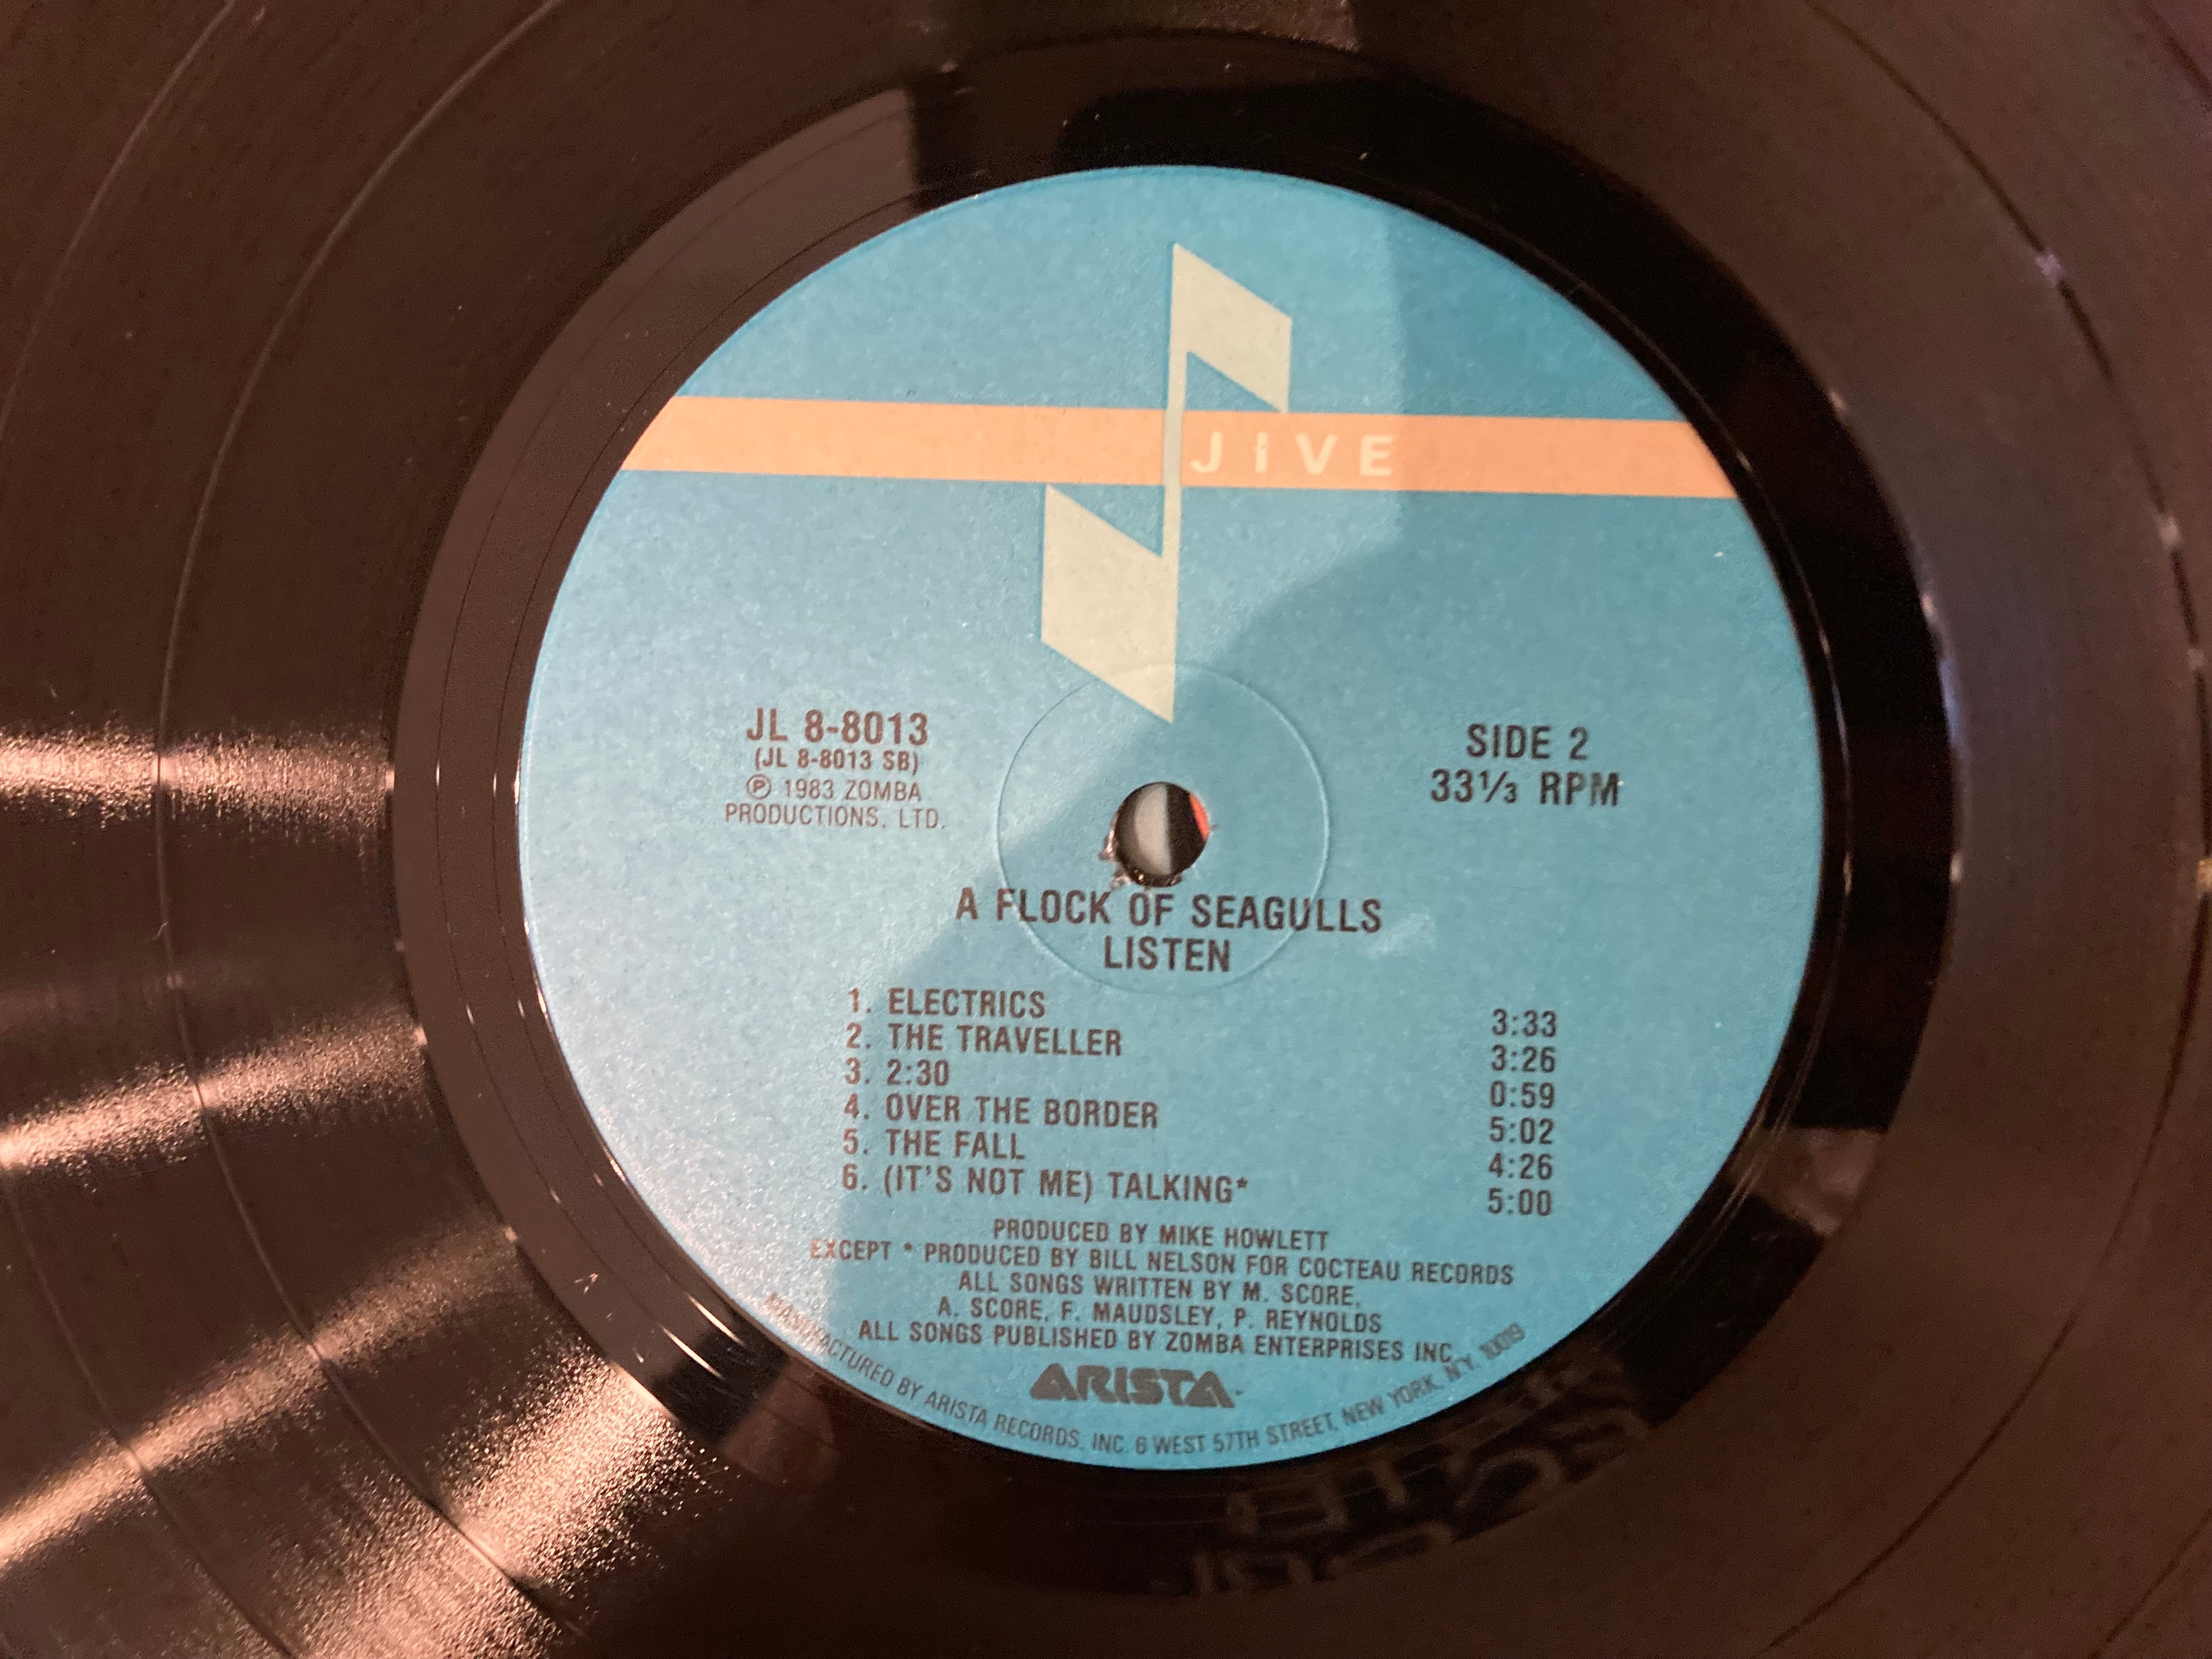 JIVE
JL 8-8013
(JL 8-8013 SB)
Ⓟ 1983 ZOMBA
PRODUCTIONS, LTD.
SIDE 2
33⅓ RPM
A FLOCK OF SEAGULLS
LISTEN
1. ELECTRICS 3:33
2. THE TRAVELLER 3:26
3. 2:30 0:59
4. OVER THE BORDER 5:02
5. THE FALL 4:26
6. (IT'S NOT ME) TALKING* 5:00
PRODUCED BY MIKE HOWLETT
EXCEPT * PRODUCED BY BILL NELSON FOR COCTEAU RECORDS
ALL SONGS WRITTEN BY M. SCORE,
A. SCORE, F. MAUDSLEY, P. REYNOLDS
ALL SONGS PUBLISHED BY ZOMBA ENTERPRISES INC.
ARISTA
MANUFACTURED BY ARISTA RECORDS, INC. 6 WEST 57TH STREET, NEW YORK, N.Y. 10019